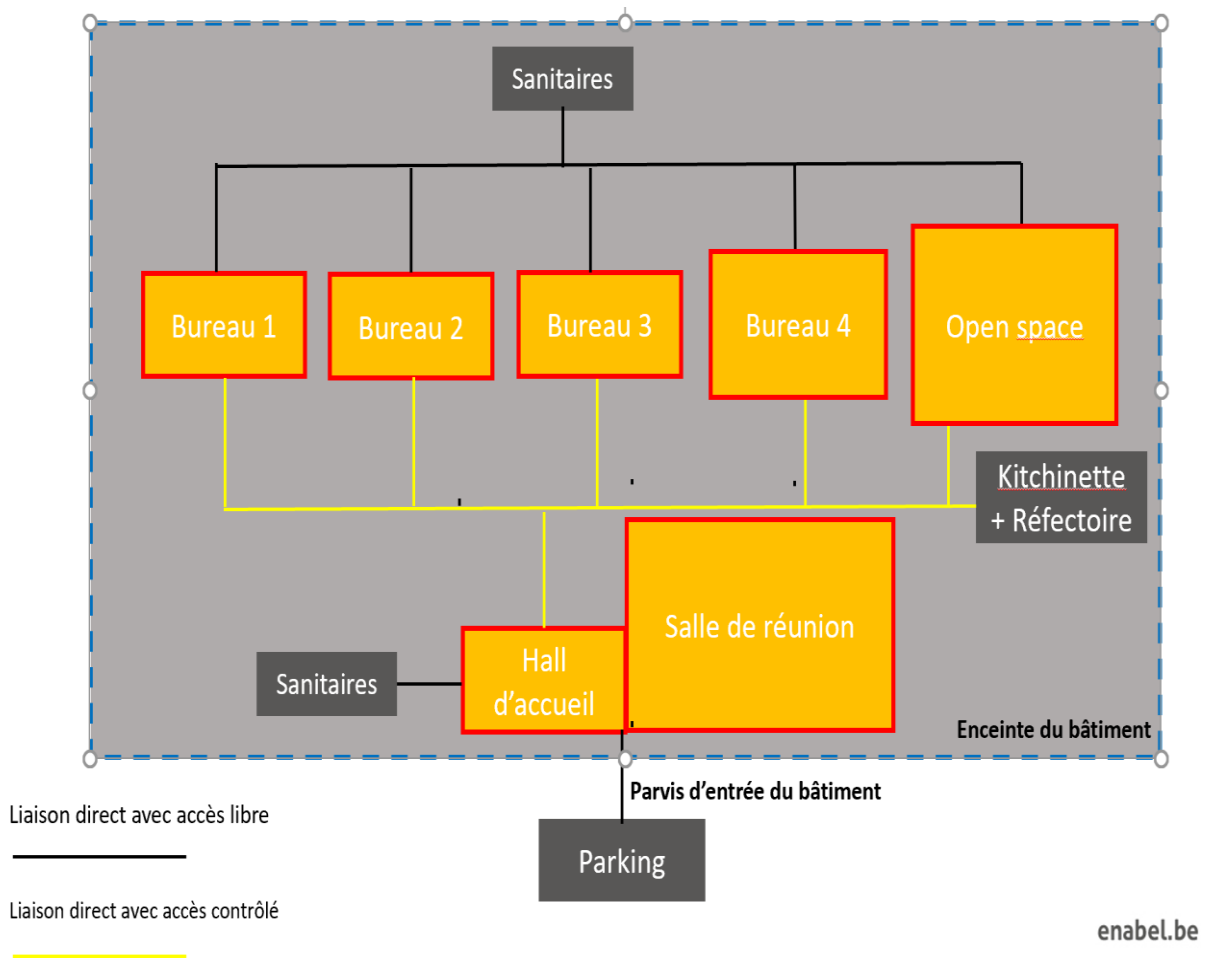 Sanitaires
Bureau 1
Bureau 2
Bureau 3
Bureau 4
Open space
Kitchinette
+ Réfectoire
Salle de réunion
Hall
d’accueil
Sanitaires
Enceinte du bâtiment
Parvis d’entrée du bâtiment
Liaison direct avec accès libre
Parking
Liaison direct avec accès contrôlé
enabel.be